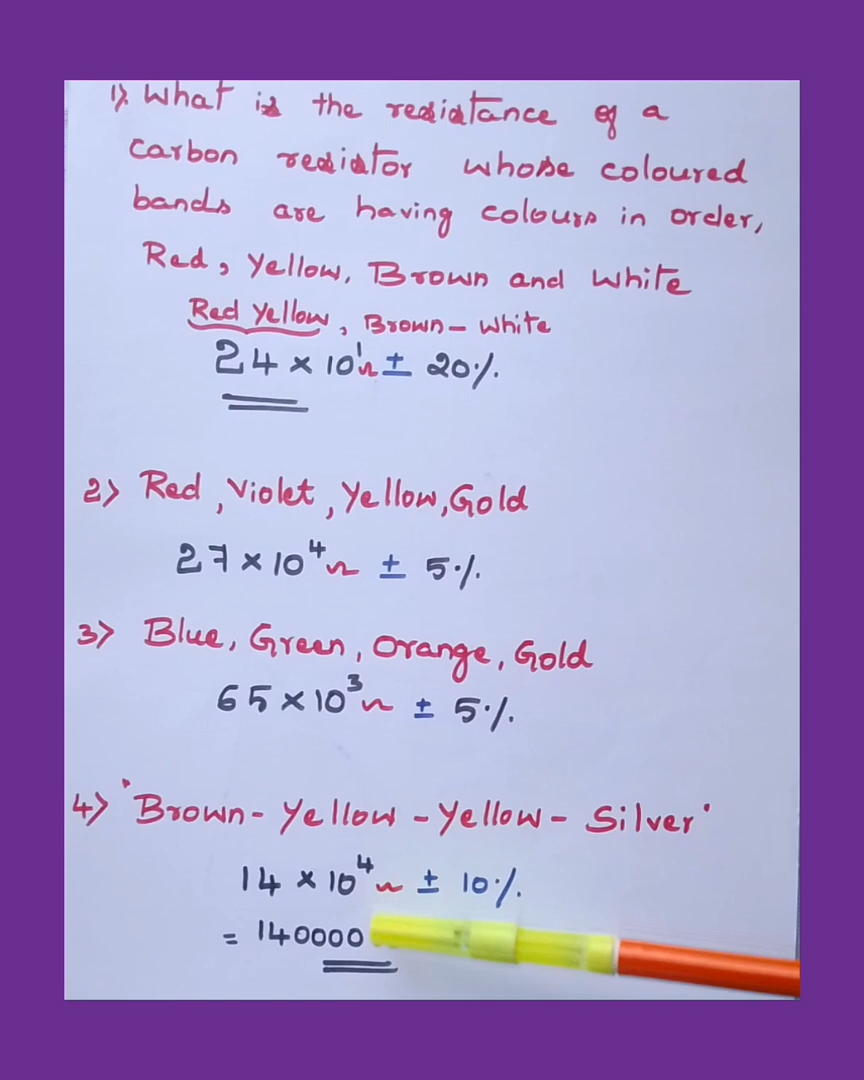 1). What is the resistance of a
carbon resistor whose coloured
bands are having colours in order,
Red, Yellow, Brown and White
Red Yellow, Brown - White
24 × 10¹Ω ± 20%.
2) Red, Violet, Yellow, Gold
27 × 10⁴Ω ± 5%.
3) Blue, Green, Orange, Gold
65 × 10³Ω ± 5%.
4) 'Brown - Yellow - Yellow - Silver'
14 × 10⁴Ω ± 10%.
= 140000